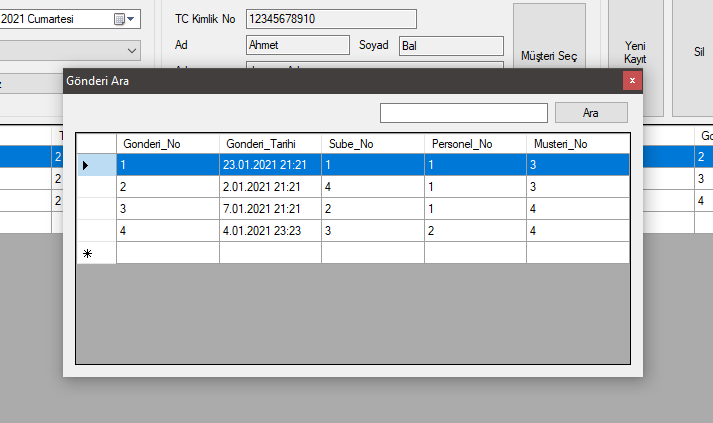 2021 Cumartesi
TC Kimlik No 12345678910
Ad Ahmet Soyad Bal
Müşteri Seç
Yeni
Kayıt
Sil
Gönderi Ara
x
Ara
Gonderi_No Gonderi_Tarihi Sube_No Personel_No Musteri_No
1 23.01.2021 21:21 1 1 3
2 2.01.2021 21:21 4 1 3
3 7.01.2021 21:21 2 1 4
4 4.01.2021 23:23 3 2 4
2
2
2
Go
2
3
4